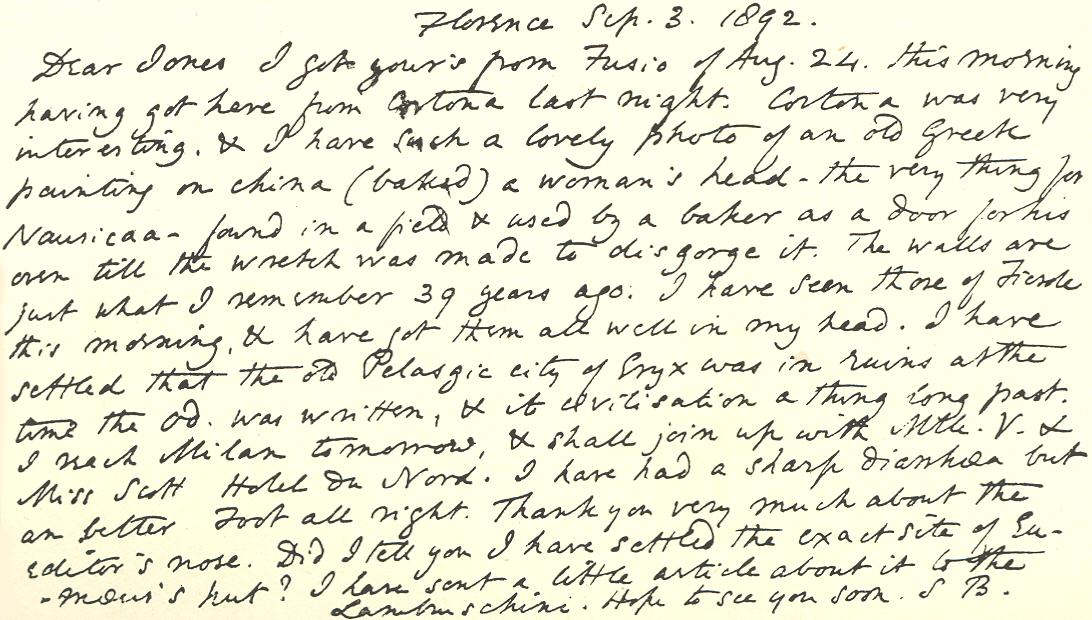 Florence Sep. 3. 1892.
Dear Jones I got your's from Fusio of Aug. 24. this morning
having got here from Cortona last night. Cortona was very
interesting. & I have such a lovely photo of an old Greek
painting on china (baked) a woman's head - the very thing for
Nausicaa - found in a field & used by a baker as a door for his
oven till the wretch was made to disgorge it. The walls are
just what I remember 39 years ago. I have seen those of Fiesole
this morning, & have got them all well in my head. I have
settled that the old Pelasgic city of Eryx was in ruins at the
time the Od. was written, & it civilisation a thing long past.
I reach Milan tomorrow, & shall join up with Mlle. V. &
Miss Scott Hotel du Nord. I have had a sharp diarrhœa but
am better Foot all right. Thank you very much about the
Editor's nose. Did I tell you I have settled the exact site of Eu-
-mæus's hut? I have sent a little article about it to the
Lambruschini. Hope to see you soon. S B.